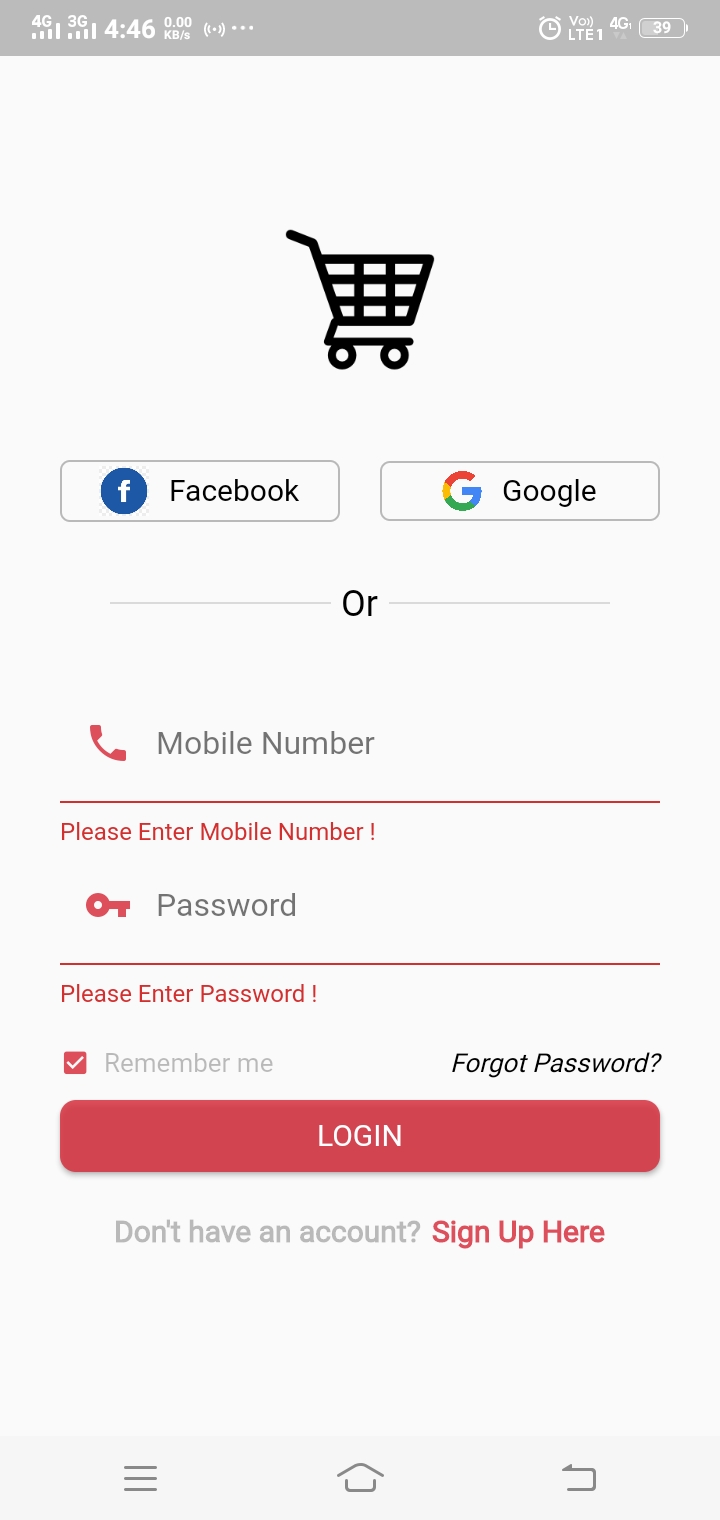 4G 3G 4:46 0.00 KB/s ... Vo)) LTE1 4G 39
f Facebook
G Google
Or
Mobile Number
Please Enter Mobile Number !
Password
Please Enter Password !
Remember me Forgot Password?
LOGIN
Don't have an account? Sign Up Here